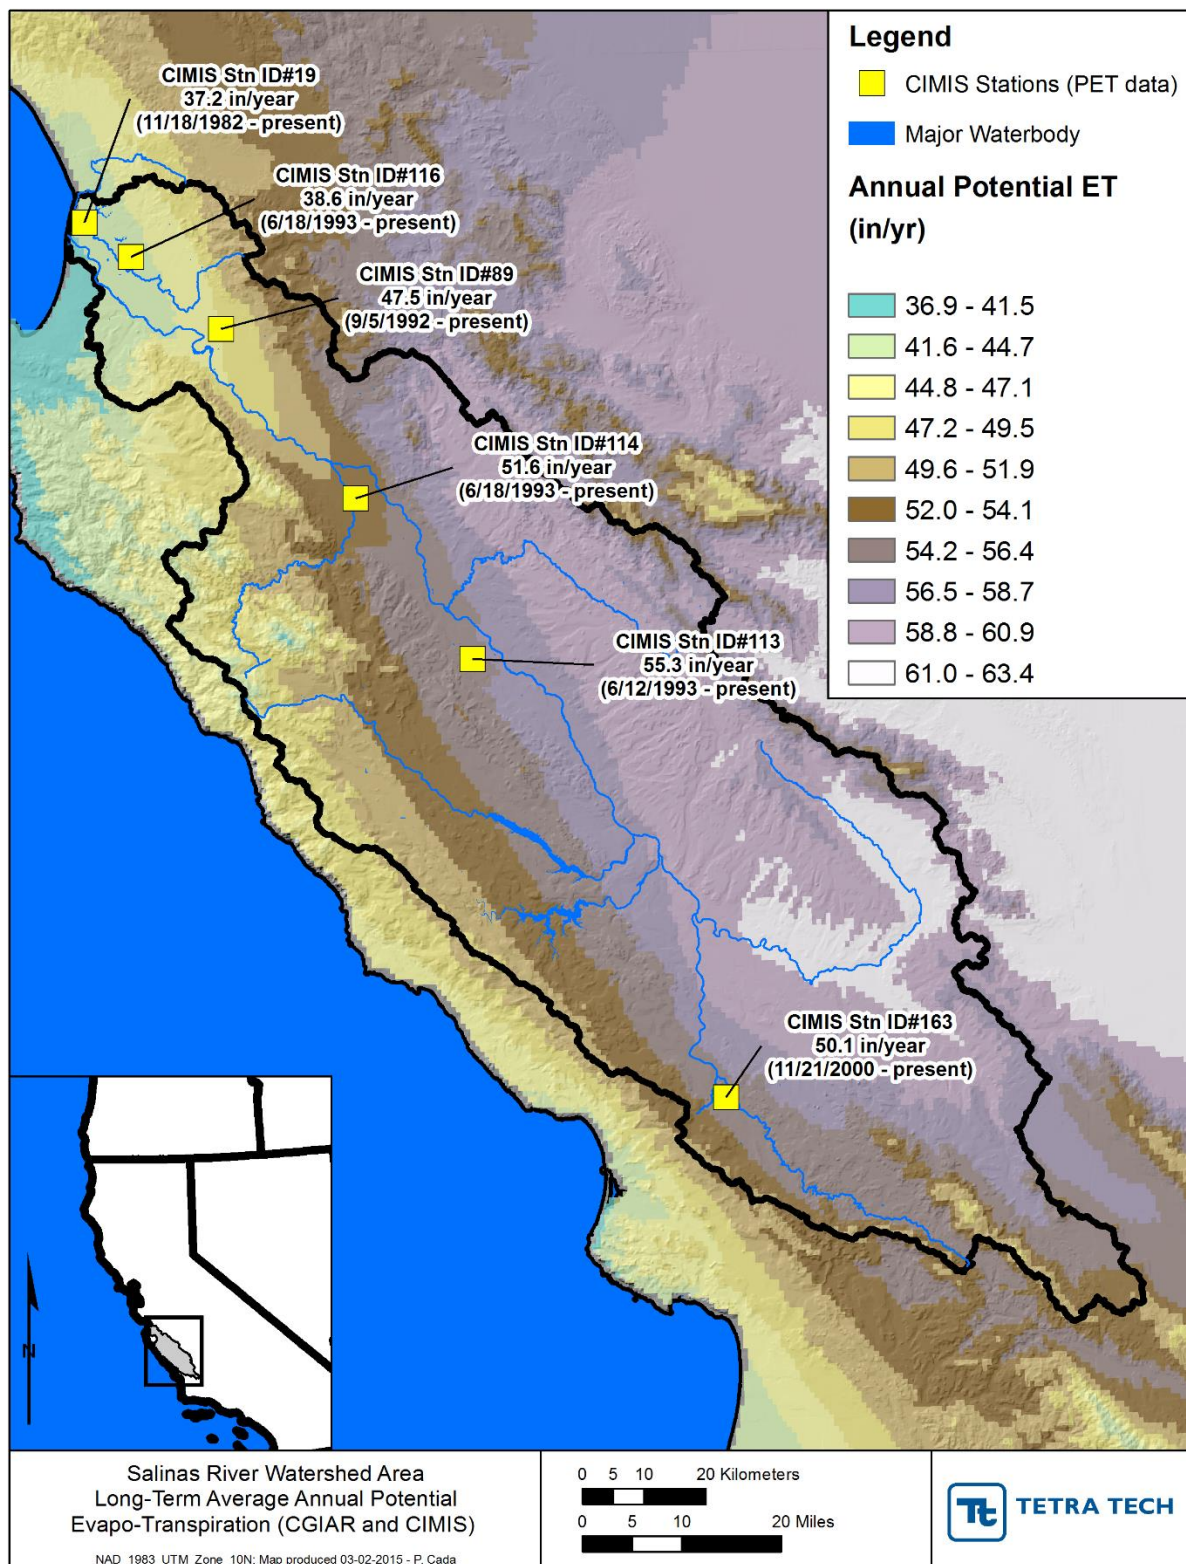 CIMIS Stn ID#19
37.2 in/year
(11/18/1982 - present)
CIMIS Stn ID#116
38.6 in/year
(6/18/1993 - present)
CIMIS Stn ID#89
47.5 in/year
(9/5/1992 - present)
CIMIS Stn ID#114
51.6 in/year
(6/18/1993 - present)
CIMIS Stn ID#113
55.3 in/year
(6/12/1993 - present)
CIMIS Stn ID#163
50.1 in/year
(11/21/2000 - present)
Legend
CIMIS Stations (PET data)
Major Waterbody
Annual Potential ET
(in/yr)
36.9 - 41.5
41.6 - 44.7
44.8 - 47.1
47.2 - 49.5
49.6 - 51.9
52.0 - 54.1
54.2 - 56.4
56.5 - 58.7
58.8 - 60.9
61.0 - 63.4
N
Salinas River Watershed Area
Long-Term Average Annual Potential
Evapo-Transpiration (CGIAR and CIMIS)
NAD_1983_UTM_Zone_10N; Map produced 03-02-2015 - P. Cada
0 5 10 20 Kilometers
0 5 10 20 Miles
Tt TETRA TECH